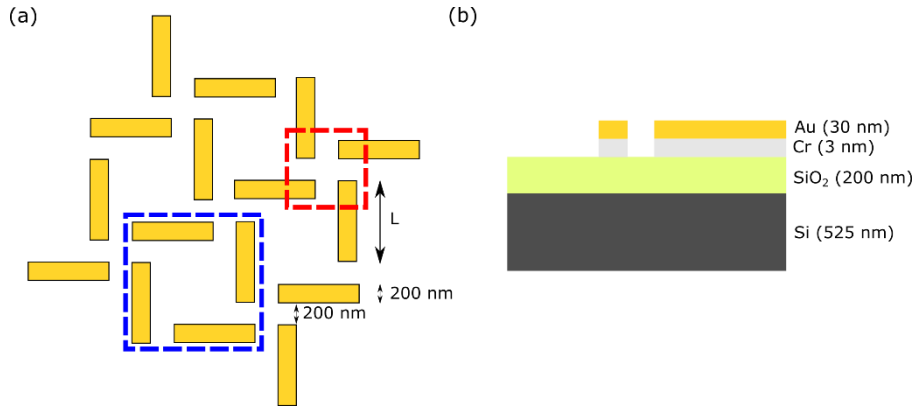 (a)
(b)
L
200 nm
200 nm
Au (30 nm)
Cr (3 nm)
SiO₂ (200 nm)
Si (525 nm)